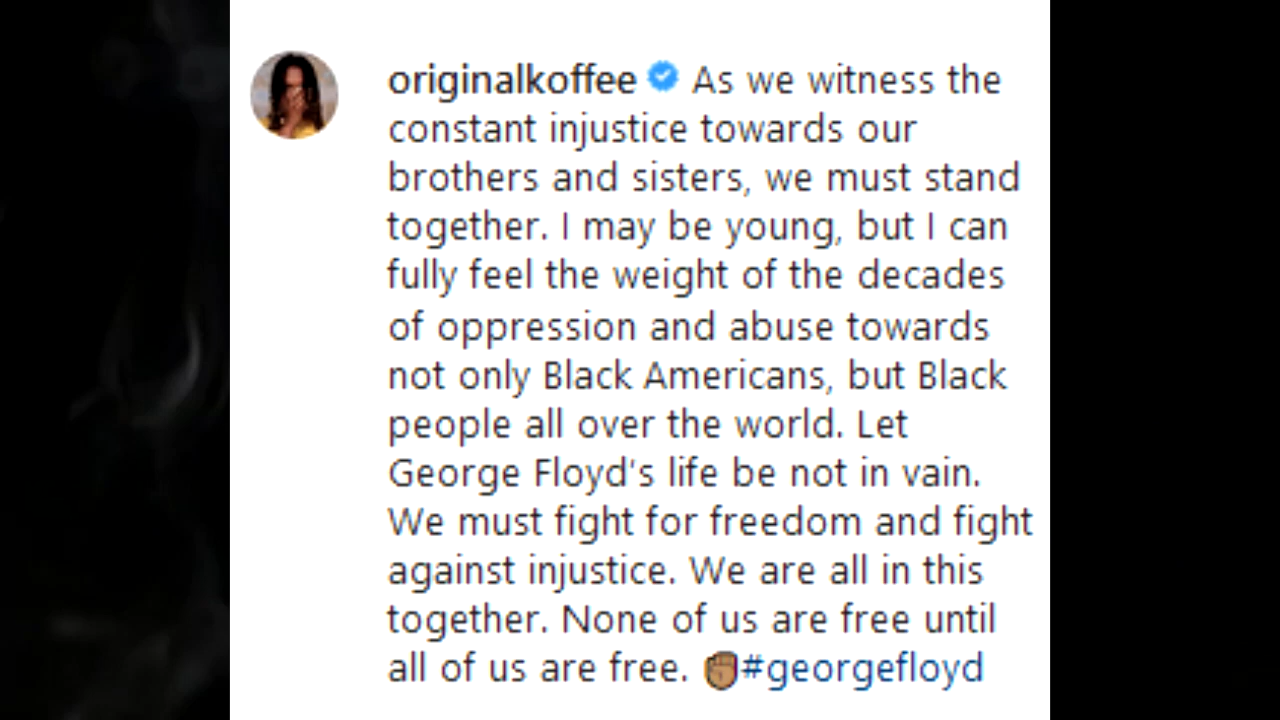 originalkoffee As we witness the
constant injustice towards our
brothers and sisters, we must stand
together. I may be young, but I can
fully feel the weight of the decades
of oppression and abuse towards
not only Black Americans, but Black
people all over the world. Let
George Floyd's life be not in vain.
We must fight for freedom and fight
against injustice. We are all in this
together. None of us are free until
all of us are free. ✊🏾#georgefloyd